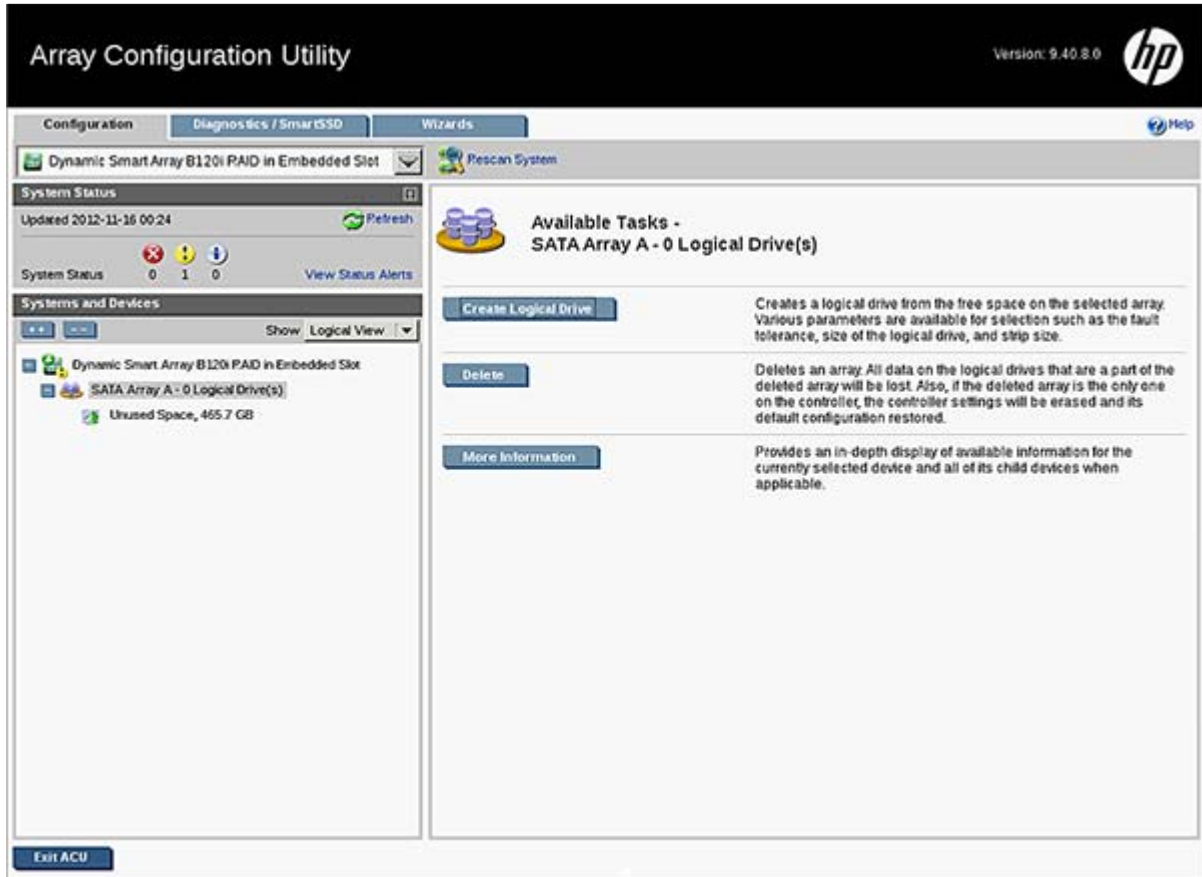 Array Configuration Utility
Version: 9.40.8.0
hp
Configuration
Diagnostics / SmartSSD
Wizards
Help
Dynamic Smart Array B120i RAID in Embedded Slot
Rescan System
System Status
Updated 2012-11-16 00:24
Refresh
System Status 0 1 0 View Status Alerts
Systems and Devices
Show Logical View
Dynamic Smart Array B120i RAID in Embedded Slot
SATA Array A - 0 Logical Drive(s)
Unused Space, 465.7 GB
Available Tasks -
SATA Array A - 0 Logical Drive(s)
Create Logical Drive
Creates a logical drive from the free space on the selected array.
Various parameters are available for selection such as the fault
tolerance, size of the logical drive, and strip size.
Delete
Deletes an array. All data on the logical drives that are a part of the
deleted array will be lost. Also, if the deleted array is the only one
on the controller, the controller settings will be erased and its
default configuration restored.
More Information
Provides an in-depth display of available information for the
currently selected device and all of its child devices when
applicable.
Exit ACU